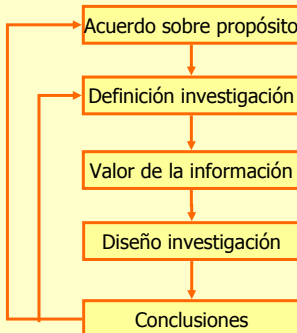 Acuerdo sobre propósito
Definición investigación
Valor de la información
Diseño investigación
Conclusiones